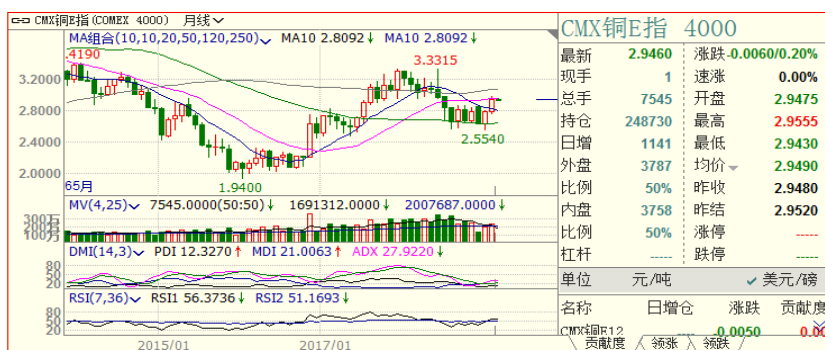 CMX铜E指(COMEX 4000) 月线
MA组合(10,10,20,50,120,250) MA10 2.8092↓ MA10 2.8092↓
.4190
3.3315
3.2000
2.8000
2.4000
2.0000
2.5540
1.9400
65月
MV(4,25) 7545.0000(50:50)↓ 1691312.0000↓ 2007687.0000↓
300万
200万
100万
DMI(14,3) PDI 12.3270↑ MDI 21.0063↑ ADX 27.9220↓
80
60
40
20
RSI(7,36) RSI1 56.3736↓ RSI2 51.1693↓
80
60
40
20
2015/01 2017/01
CMX铜E指 4000
最新 2.9460 涨跌 -0.0060/0.20%
现手 1 速涨 0.00%
总手 7545 开盘 2.9475
持仓 248730 最高 2.9555
日增 1141 最低 2.9430
外盘 3787 均价 2.9490
比例 50% 昨收 2.9480
内盘 3758 昨结 2.9520
比例 50% 涨停 -----
杠杆 ----- 跌停 -----
单位 元/吨 美元/磅
名称 日增仓 涨跌 贡献度
CMX铜E12 ---- -0.0050 0.00
贡献度 领涨 领跌